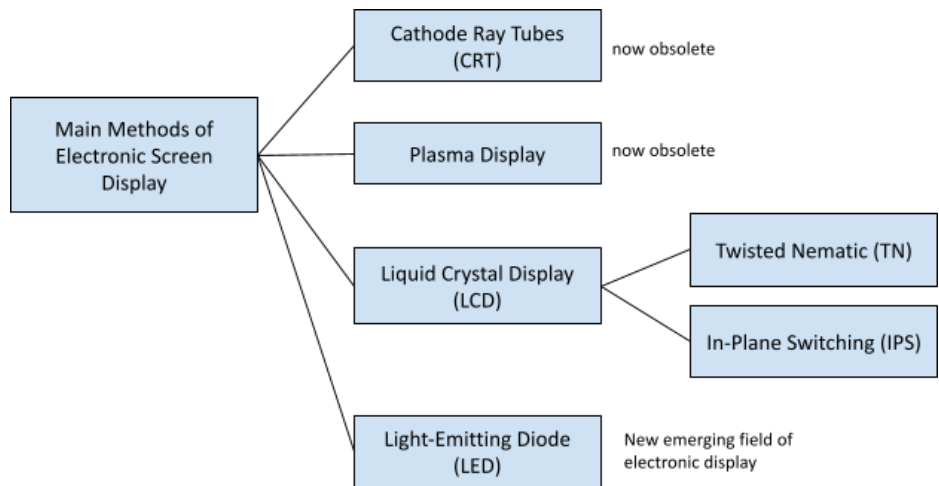 Cathode Ray Tubes
(CRT)
now obsolete
Main Methods of
Electronic Screen
Display
Plasma Display
now obsolete
Liquid Crystal Display
(LCD)
Twisted Nematic (TN)
In-Plane Switching (IPS)
Light-Emitting Diode
(LED)
New emerging field of
electronic display